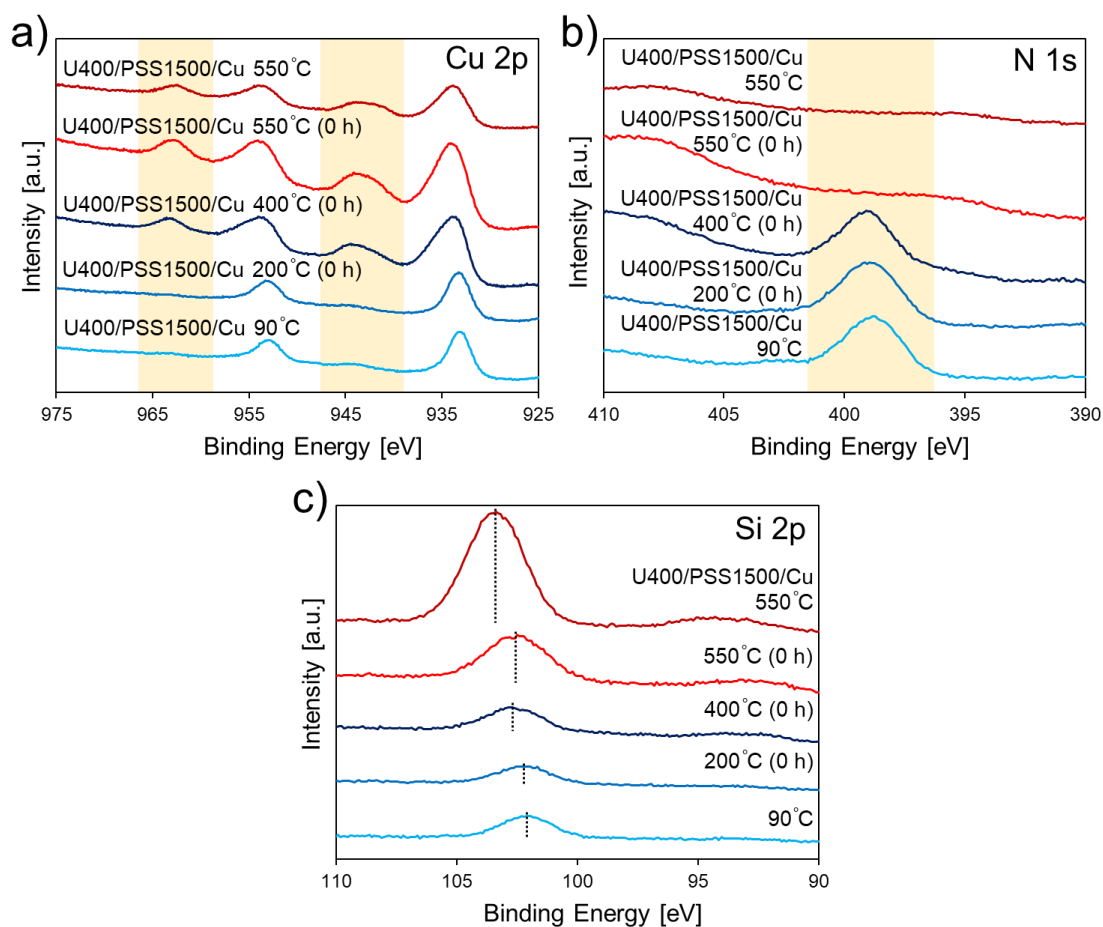 a)
Cu 2p
U400/PSS1500/Cu 550°C
U400/PSS1500/Cu 550°C (0 h)
U400/PSS1500/Cu 400°C (0 h)
U400/PSS1500/Cu 200°C (0 h)
U400/PSS1500/Cu 90°C
Intensity [a.u.]
975 965 955 945 935 925
Binding Energy [eV]
b)
N 1s
U400/PSS1500/Cu
550°C
U400/PSS1500/Cu
550°C (0 h)
U400/PSS1500/Cu
400°C (0 h)
U400/PSS1500/Cu
200°C (0 h)
U400/PSS1500/Cu
90°C
Intensity [a.u.]
410 405 400 395 390
Binding Energy [eV]
c)
Si 2p
U400/PSS1500/Cu
550°C
550°C (0 h)
400°C (0 h)
200°C (0 h)
90°C
Intensity [a.u.]
110 105 100 95 90
Binding Energy [eV]